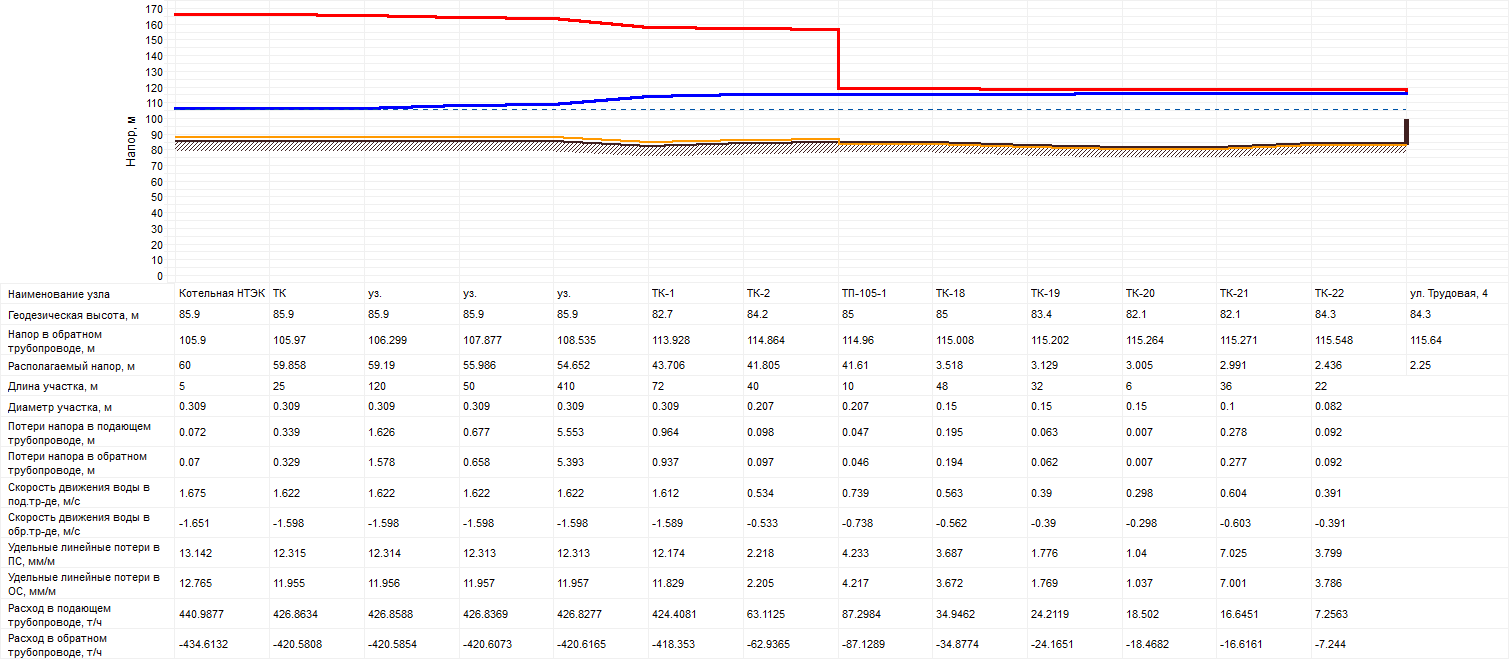 170
160
150
140
130
120
110
100
90
80
70
60
50
40
30
20
10
0
Напор, м
Наименование узла Котельная НТЭК ТК уз. уз. уз. ТК-1 ТК-2 ТП-105-1 ТК-18 ТК-19 ТК-20 ТК-21 ТК-22 ул. Трудовая, 4
Геодезическая высота, м 85.9 85.9 85.9 85.9 85.9 82.7 84.2 85 85 83.4 82.1 82.1 84.3 84.3
Напор в обратном
трубопроводе, м 105.9 105.97 106.299 107.877 108.535 113.928 114.864 114.96 115.008 115.202 115.264 115.271 115.548 115.64
Располагаемый напор, м 60 59.858 59.19 55.986 54.652 43.706 41.805 41.61 3.518 3.129 3.005 2.991 2.436 2.25
Длина участка, м 5 25 120 50 410 72 40 10 48 32 6 36 22
Диаметр участка, м 0.309 0.309 0.309 0.309 0.309 0.309 0.207 0.207 0.15 0.15 0.15 0.1 0.082
Потери напора в подающем
трубопроводе, м 0.072 0.339 1.626 0.677 5.553 0.964 0.098 0.047 0.195 0.063 0.007 0.278 0.092
Потери напора в обратном
трубопроводе, м 0.07 0.329 1.578 0.658 5.393 0.937 0.097 0.046 0.194 0.062 0.007 0.277 0.092
Скорость движения воды в
под.тр-де, м/с 1.675 1.622 1.622 1.622 1.622 1.612 0.534 0.739 0.563 0.39 0.298 0.604 0.391
Скорость движения воды в
обр.тр-де, м/с -1.651 -1.598 -1.598 -1.598 -1.598 -1.589 -0.533 -0.738 -0.562 -0.39 -0.298 -0.603 -0.391
Удельные линейные потери в
ПС, мм/м 13.142 12.315 12.314 12.313 12.313 12.174 2.218 4.233 3.687 1.776 1.04 7.025 3.799
Удельные линейные потери в
ОС, мм/м 12.765 11.955 11.956 11.957 11.957 11.829 2.205 4.217 3.672 1.769 1.037 7.001 3.786
Расход в подающем
трубопроводе, т/ч 440.9877 426.8634 426.8588 426.8369 426.8277 424.4081 63.1125 87.2984 34.9462 24.2119 18.502 16.6451 7.2563
Расход в обратном
трубопроводе, т/ч -434.6132 -420.5808 -420.5854 -420.6073 -420.6165 -418.353 -62.9365 -87.1289 -34.8774 -24.1651 -18.4682 -16.6161 -7.244